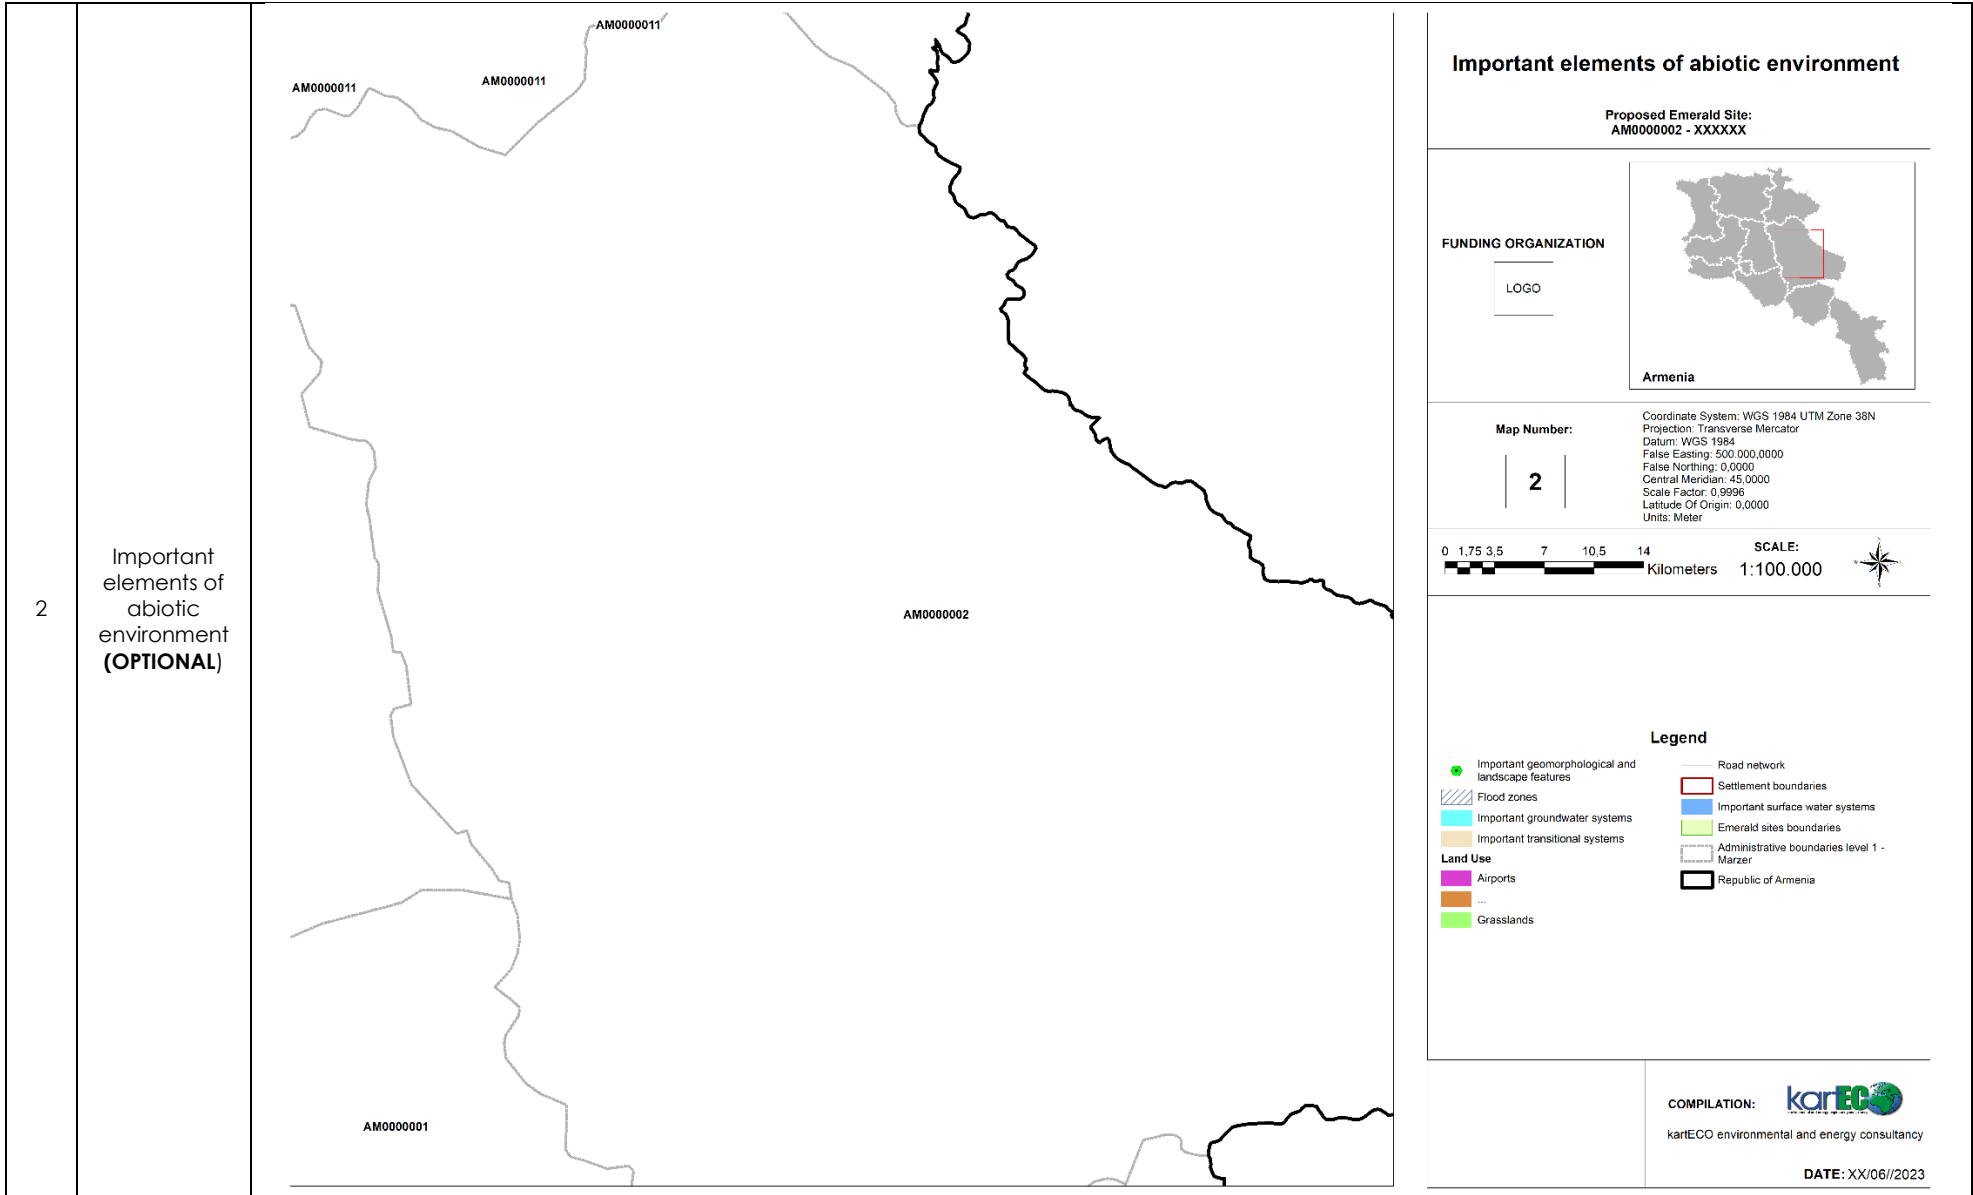 2
Important
elements of
abiotic
environment
(OPTIONAL)
AM0000011
AM0000011
AM0000011
AM0000002
AM0000001
Important elements of abiotic environment
Proposed Emerald Site:
AM0000002 - XXXXXX
FUNDING ORGANIZATION
LOGO
Armenia
Map Number:
2
Coordinate System: WGS 1984 UTM Zone 38N
Projection: Transverse Mercator
Datum: WGS 1984
False Easting: 500.000,0000
False Northing: 0,0000
Central Meridian: 45,0000
Scale Factor: 0,9996
Latitude Of Origin: 0,0000
Units: Meter
0 1,75 3,5 7 10,5 14
Kilometers
SCALE:
1:100.000
Legend
Important geomorphological and
landscape features
Flood zones
Important groundwater systems
Important transitional systems
Land Use
Airports
...
Grasslands
Road network
Settlement boundaries
Important surface water systems
Emerald sites boundaries
Administrative boundaries level 1 -
Marzer
Republic of Armenia
COMPILATION:
kartECO
kartECO environmental and energy consultancy
DATE: XX/06//2023